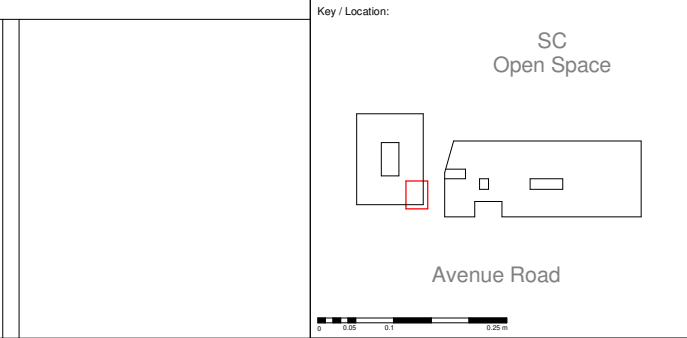 Key / Location:
SC
Open Space
Avenue Road
0 0.05 0.1 0.25 m